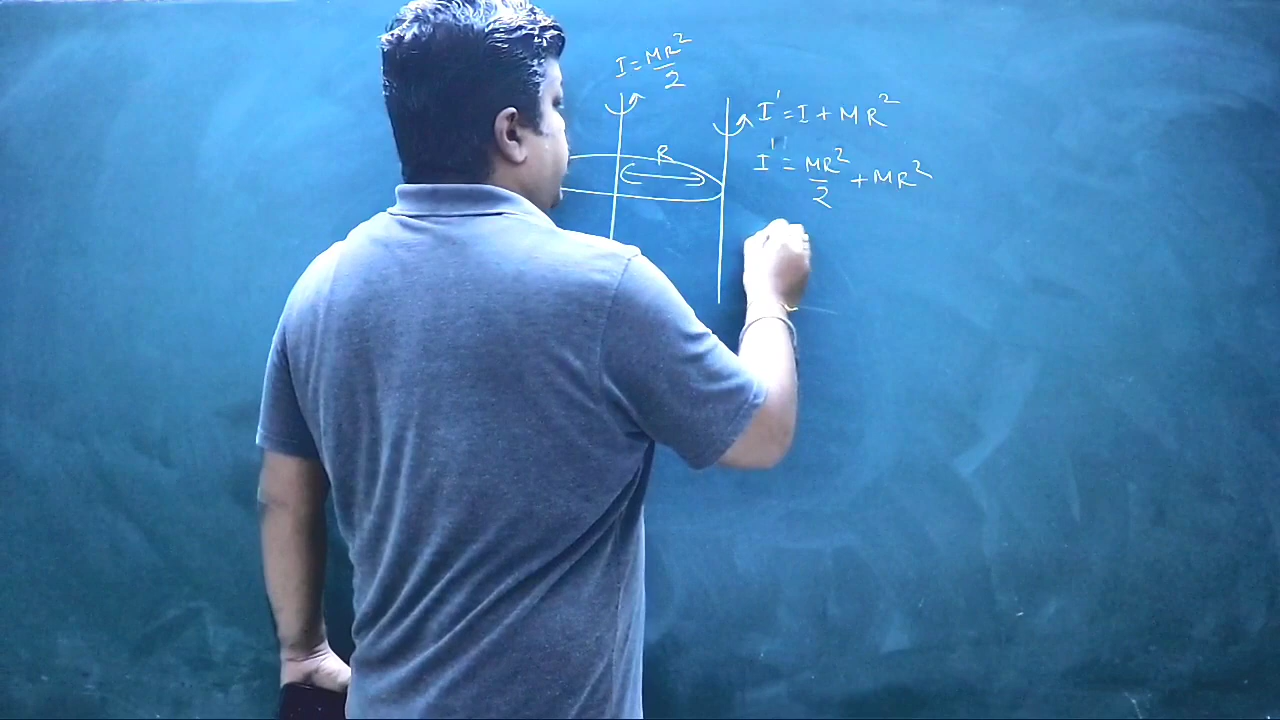 I = MR²/2
I' = I + MR²
R
I' = MR²/2 + MR²